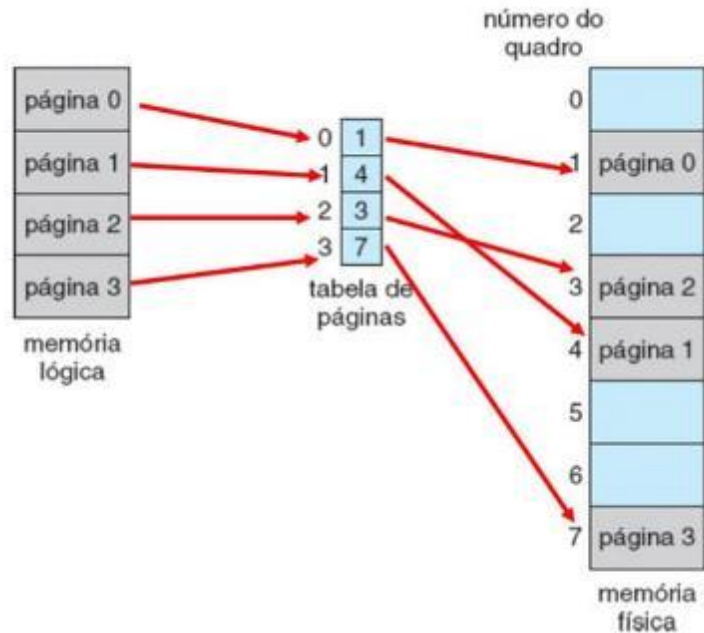 página 0
página 1
página 2
página 3
memória
lógica
0 1
1 4
2 3
3 7
tabela de
páginas
número do
quadro
0
1 página 0
2
3 página 2
4 página 1
5
6
7 página 3
memória
física